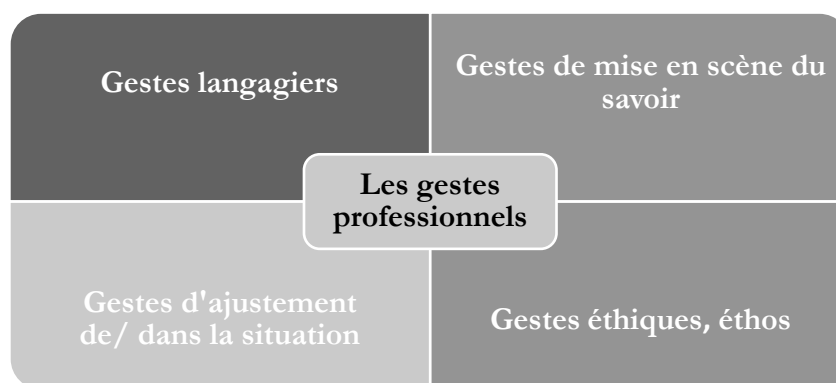 Gestes langagiers
Gestes de mise en scène du
savoir
Les gestes
professionnels
Gestes d'ajustement
de/ dans la situation
Gestes éthiques, éthos